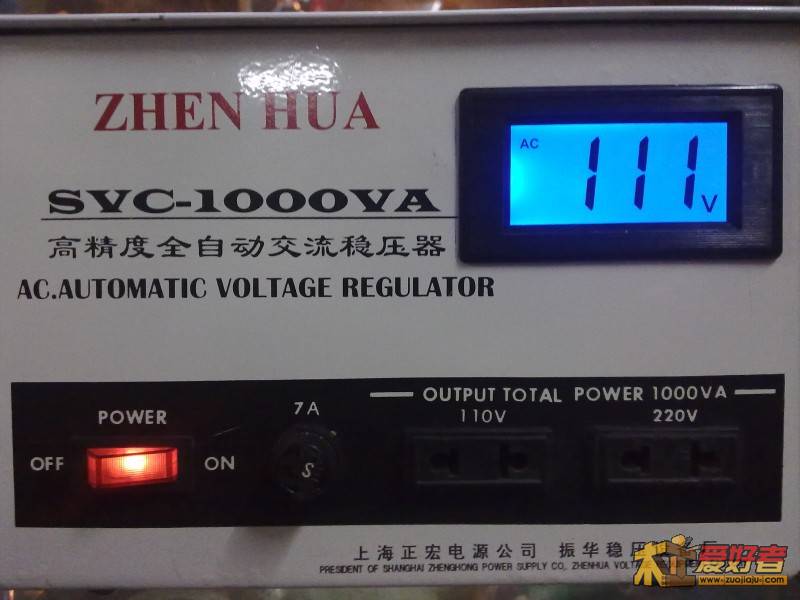 ZHEN HUA
AC 111 V
SVC-1000VA
高精度全自动交流稳压器
AC.AUTOMATIC VOLTAGE REGULATOR
OUTPUT TOTAL POWER 1000VA
POWER
7A
110V
220V
OFF
ON
S
上海正宏电源公司 振华稳压
PRESIDENT OF SHANGHAI ZHENGHONG POWER SUPPLY CO, ZHENHUA VOLTAGE
爱好者
www.zuojiaju.com